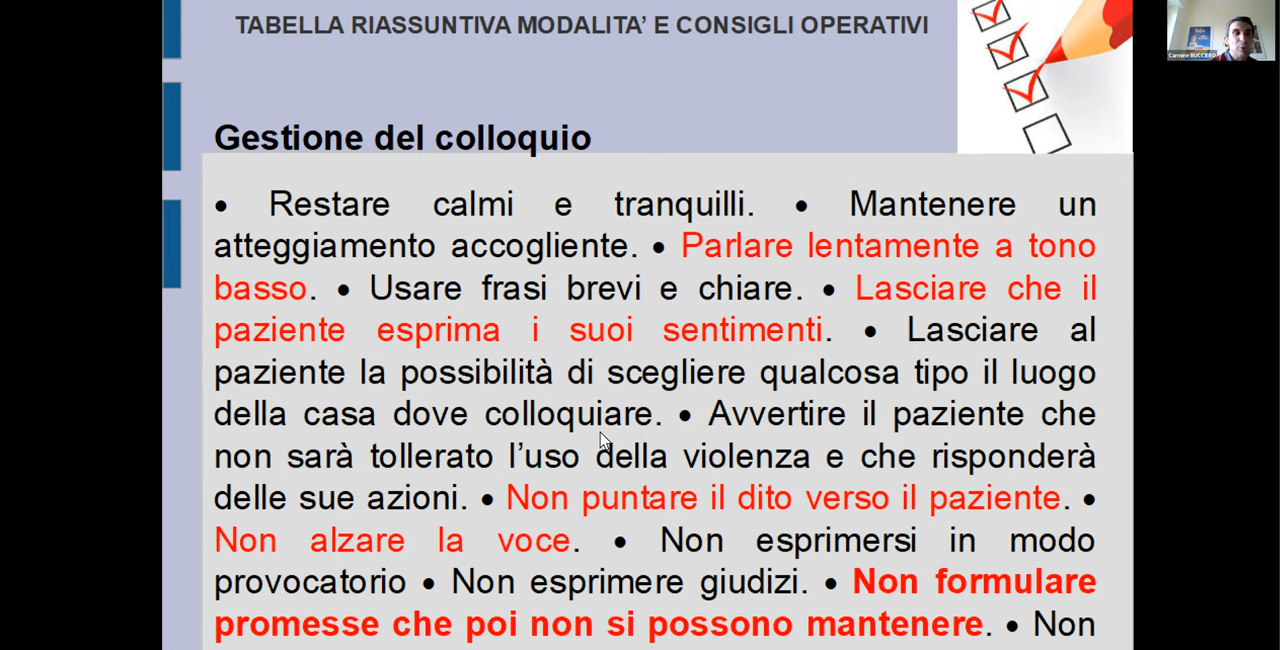 TABELLA RIASSUNTIVA MODALITA’ E CONSIGLI OPERATIVI
Carmine BUCCERO
Gestione del colloquio
• Restare calmi e tranquilli. • Mantenere un
atteggiamento accogliente. • Parlare lentamente a tono
basso. • Usare frasi brevi e chiare. • Lasciare che il
paziente esprima i suoi sentimenti. • Lasciare al
paziente la possibilità di scegliere qualcosa tipo il luogo
della casa dove colloquiare. • Avvertire il paziente che
non sarà tollerato l’uso della violenza e che risponderà
delle sue azioni. • Non puntare il dito verso il paziente. •
Non alzare la voce. • Non esprimersi in modo
provocatorio • Non esprimere giudizi. • Non formulare
promesse che poi non si possono mantenere. • Non